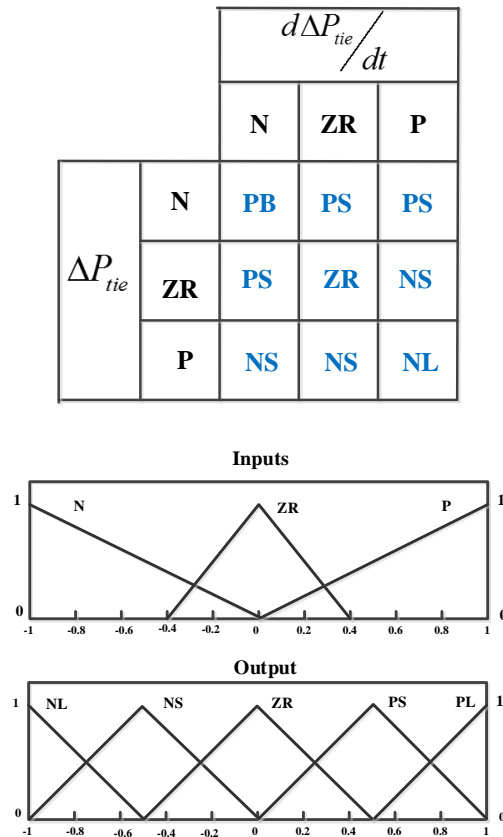 dΔP_tie/dt
N ZR P
N PB PS PS
ΔP_tie ZR PS ZR NS
P NS NS NL
Inputs
1 N ZR P 1
0 0
-1 -0.8 -0.6 -0.4 -0.2 0 0.2 0.4 0.6 0.8 1
Output
1 NL NS ZR PS PL 1
0 0
-1 -0.8 -0.6 -0.4 -0.2 0 0.2 0.4 0.6 0.8 1